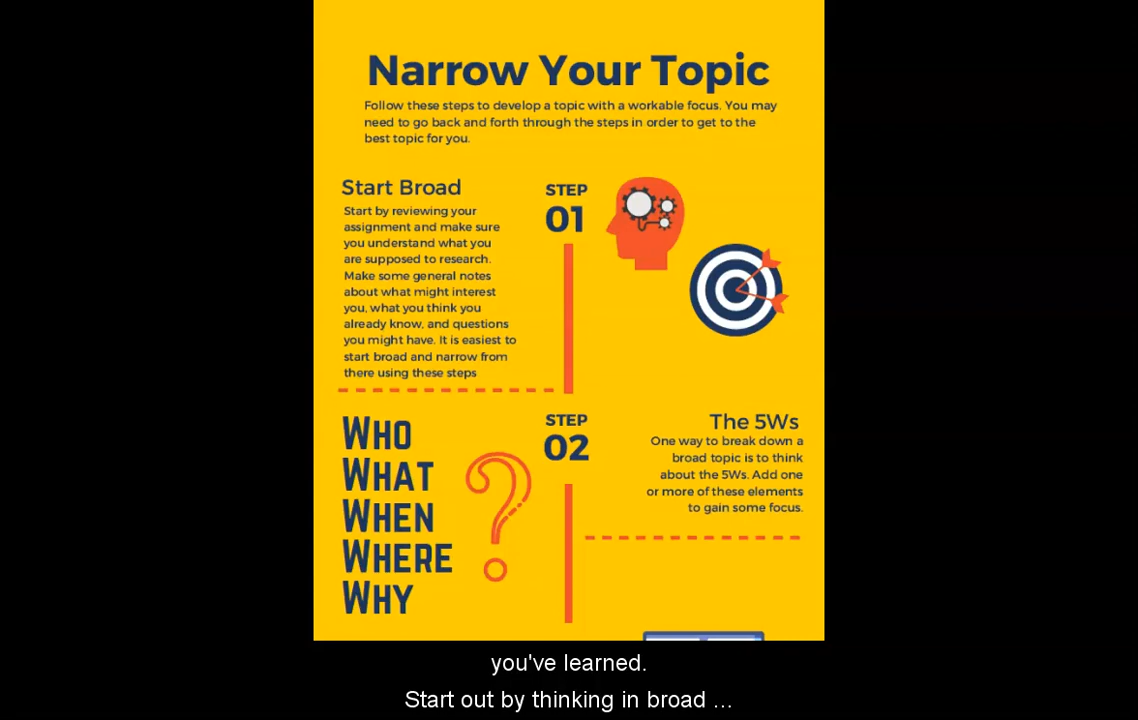 Narrow Your Topic
Follow these steps to develop a topic with a workable focus. You may
need to go back and forth through the steps in order to get to the
best topic for you.
Start Broad
Start by reviewing your
assignment and make sure
you understand what you
are supposed to research.
Make some general notes
about what might interest
you, what you think you
already know, and questions
you might have. It is easiest to
start broad and narrow from
there using these steps
STEP
01
WHO
WHAT
WHEN
WHERE
WHY
STEP
02
The 5Ws
One way to break down a
broad topic is to think
about the 5Ws. Add one
or more of these elements
to gain some focus.
you've learned.
Start out by thinking in broad ...